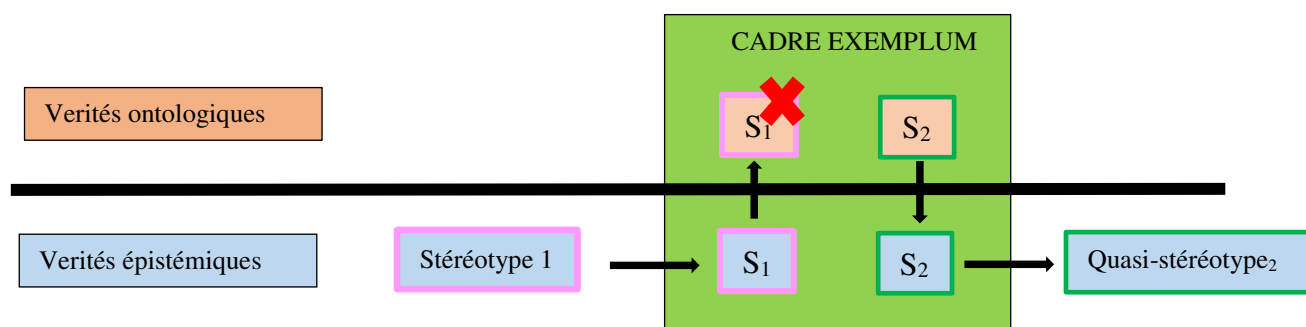 CADRE EXEMPLUM
Verités ontologiques
S₁
S₂
Verités épistémiques
Stéréotype 1
S₁
S₂
Quasi-stéréotype₂